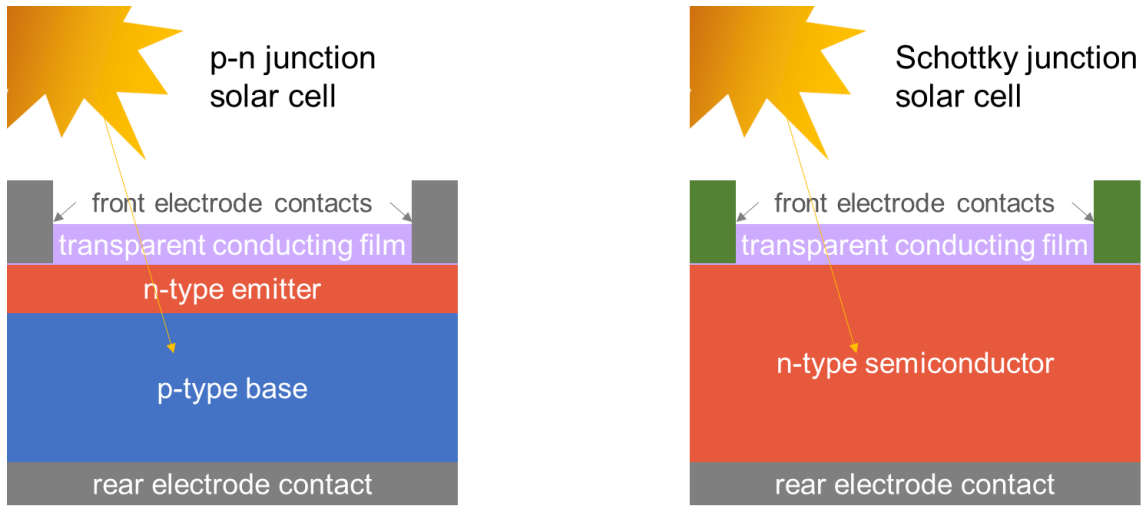 p-n junction
solar cell
front electrode contacts
transparent conducting film
n-type emitter
p-type base
rear electrode contact
Schottky junction
solar cell
front electrode contacts
transparent conducting film
n-type semiconductor
rear electrode contact